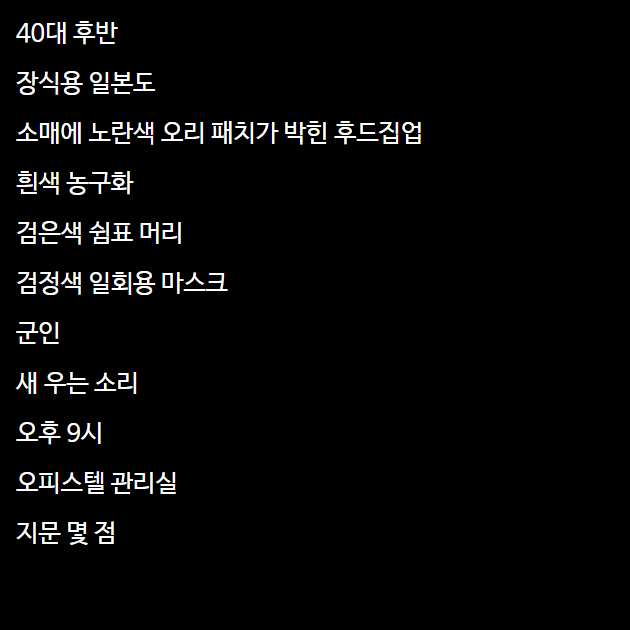 40대 후반
장식용 일본도
소매에 노란색 오리 패치가 박힌 후드집업
흰색 농구화
검은색 쉼표 머리
검정색 일회용 마스크
군인
새 우는 소리
오후 9시
오피스텔 관리실
지문 몇 점